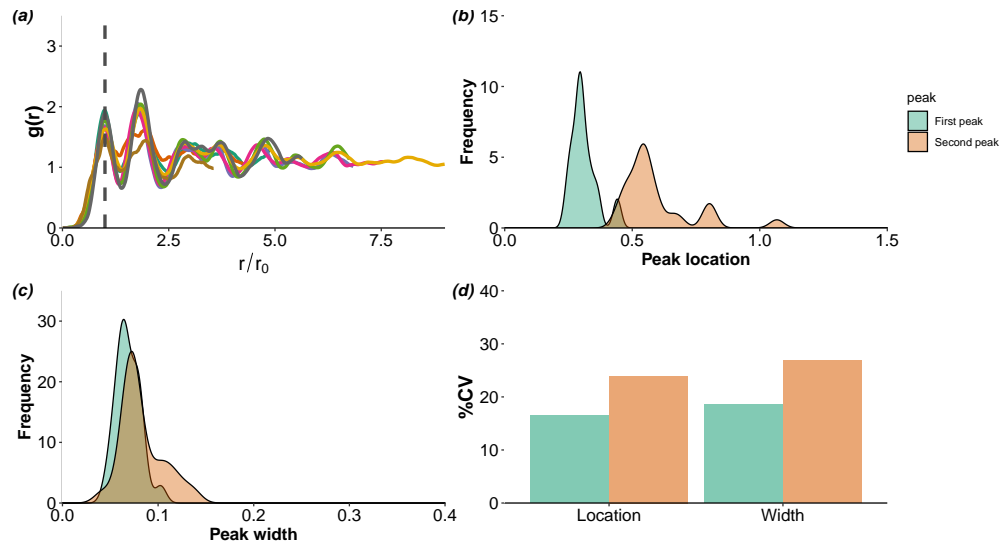 (a)
3
2
1
0
g(r)
0.0 2.5 5.0 7.5
r/r0
(b)
15
10
5
0
Frequency
0.0 0.5 1.0 1.5
Peak location
peak
First peak
Second peak
(c)
30
20
10
0
Frequency
0.0 0.1 0.2 0.3 0.4
Peak width
(d)
40
30
20
10
0
%CV
Location Width